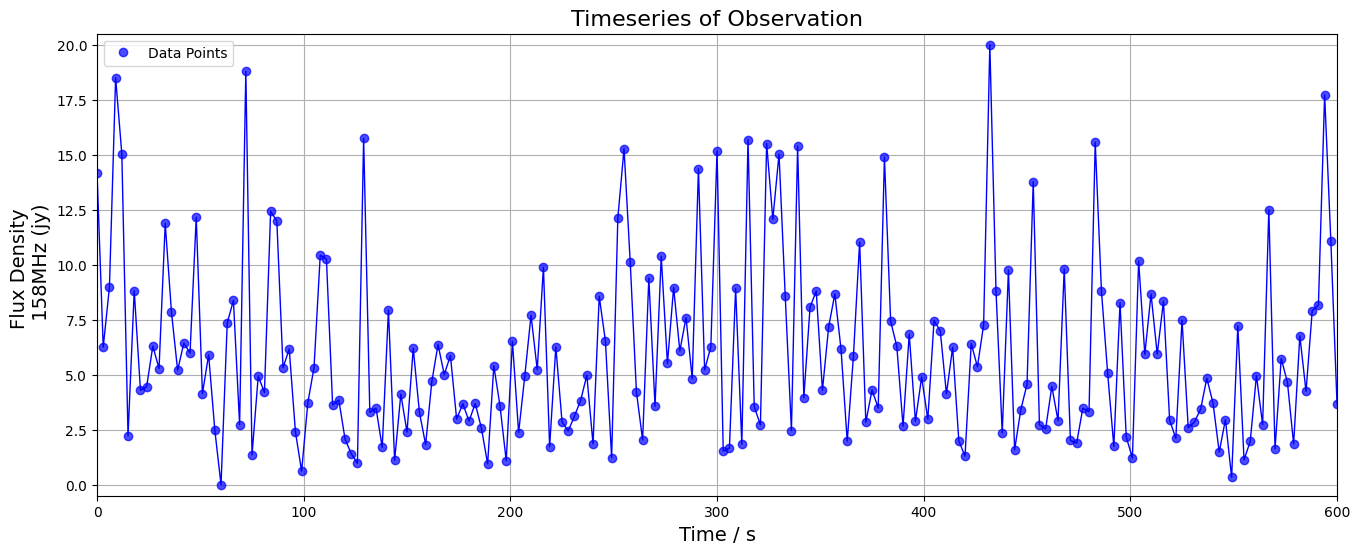 Timeseries of Observation
Data Points
Flux Density
158MHz (jy)
20.0
17.5
15.0
12.5
10.0
7.5
5.0
2.5
0.0
0 100 200 300 400 500 600
Time / s